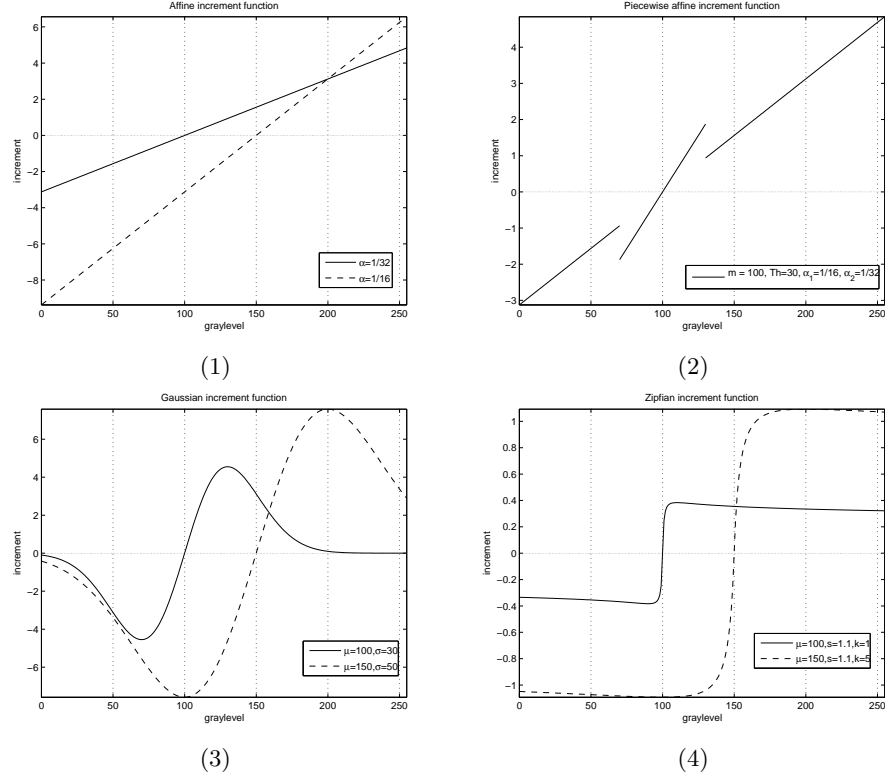 Affine increment function
6
4
2
0
−2
−4
−6
−8
increment
0 50 100 150 200 250
graylevel
α=1/32
α=1/16
(1)
Piecewise affine increment function
4
3
2
1
0
−1
−2
−3
increment
0 50 100 150 200 250
graylevel
m = 100, Th=30, α1=1/16, α2=1/32
(2)
Gaussian increment function
6
4
2
0
−2
−4
−6
increment
0 50 100 150 200 250
graylevel
μ=100,σ=30
μ=150,σ=50
(3)
Zipfian increment function
1
0.8
0.6
0.4
0.2
0
−0.2
−0.4
−0.6
−0.8
−1
increment
0 50 100 150 200 250
graylevel
μ=100,s=1.1,k=1
μ=150,s=1.1,k=5
(4)